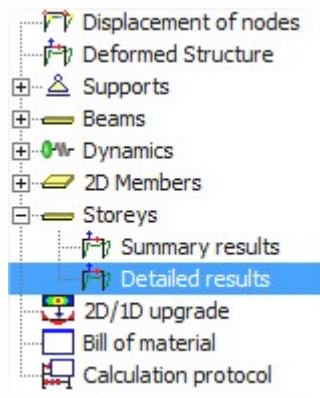 Displacement of nodes
Deformed Structure
Supports
Beams
Dynamics
2D Members
Storeys
Summary results
Detailed results
2D/1D upgrade
Bill of material
Calculation protocol